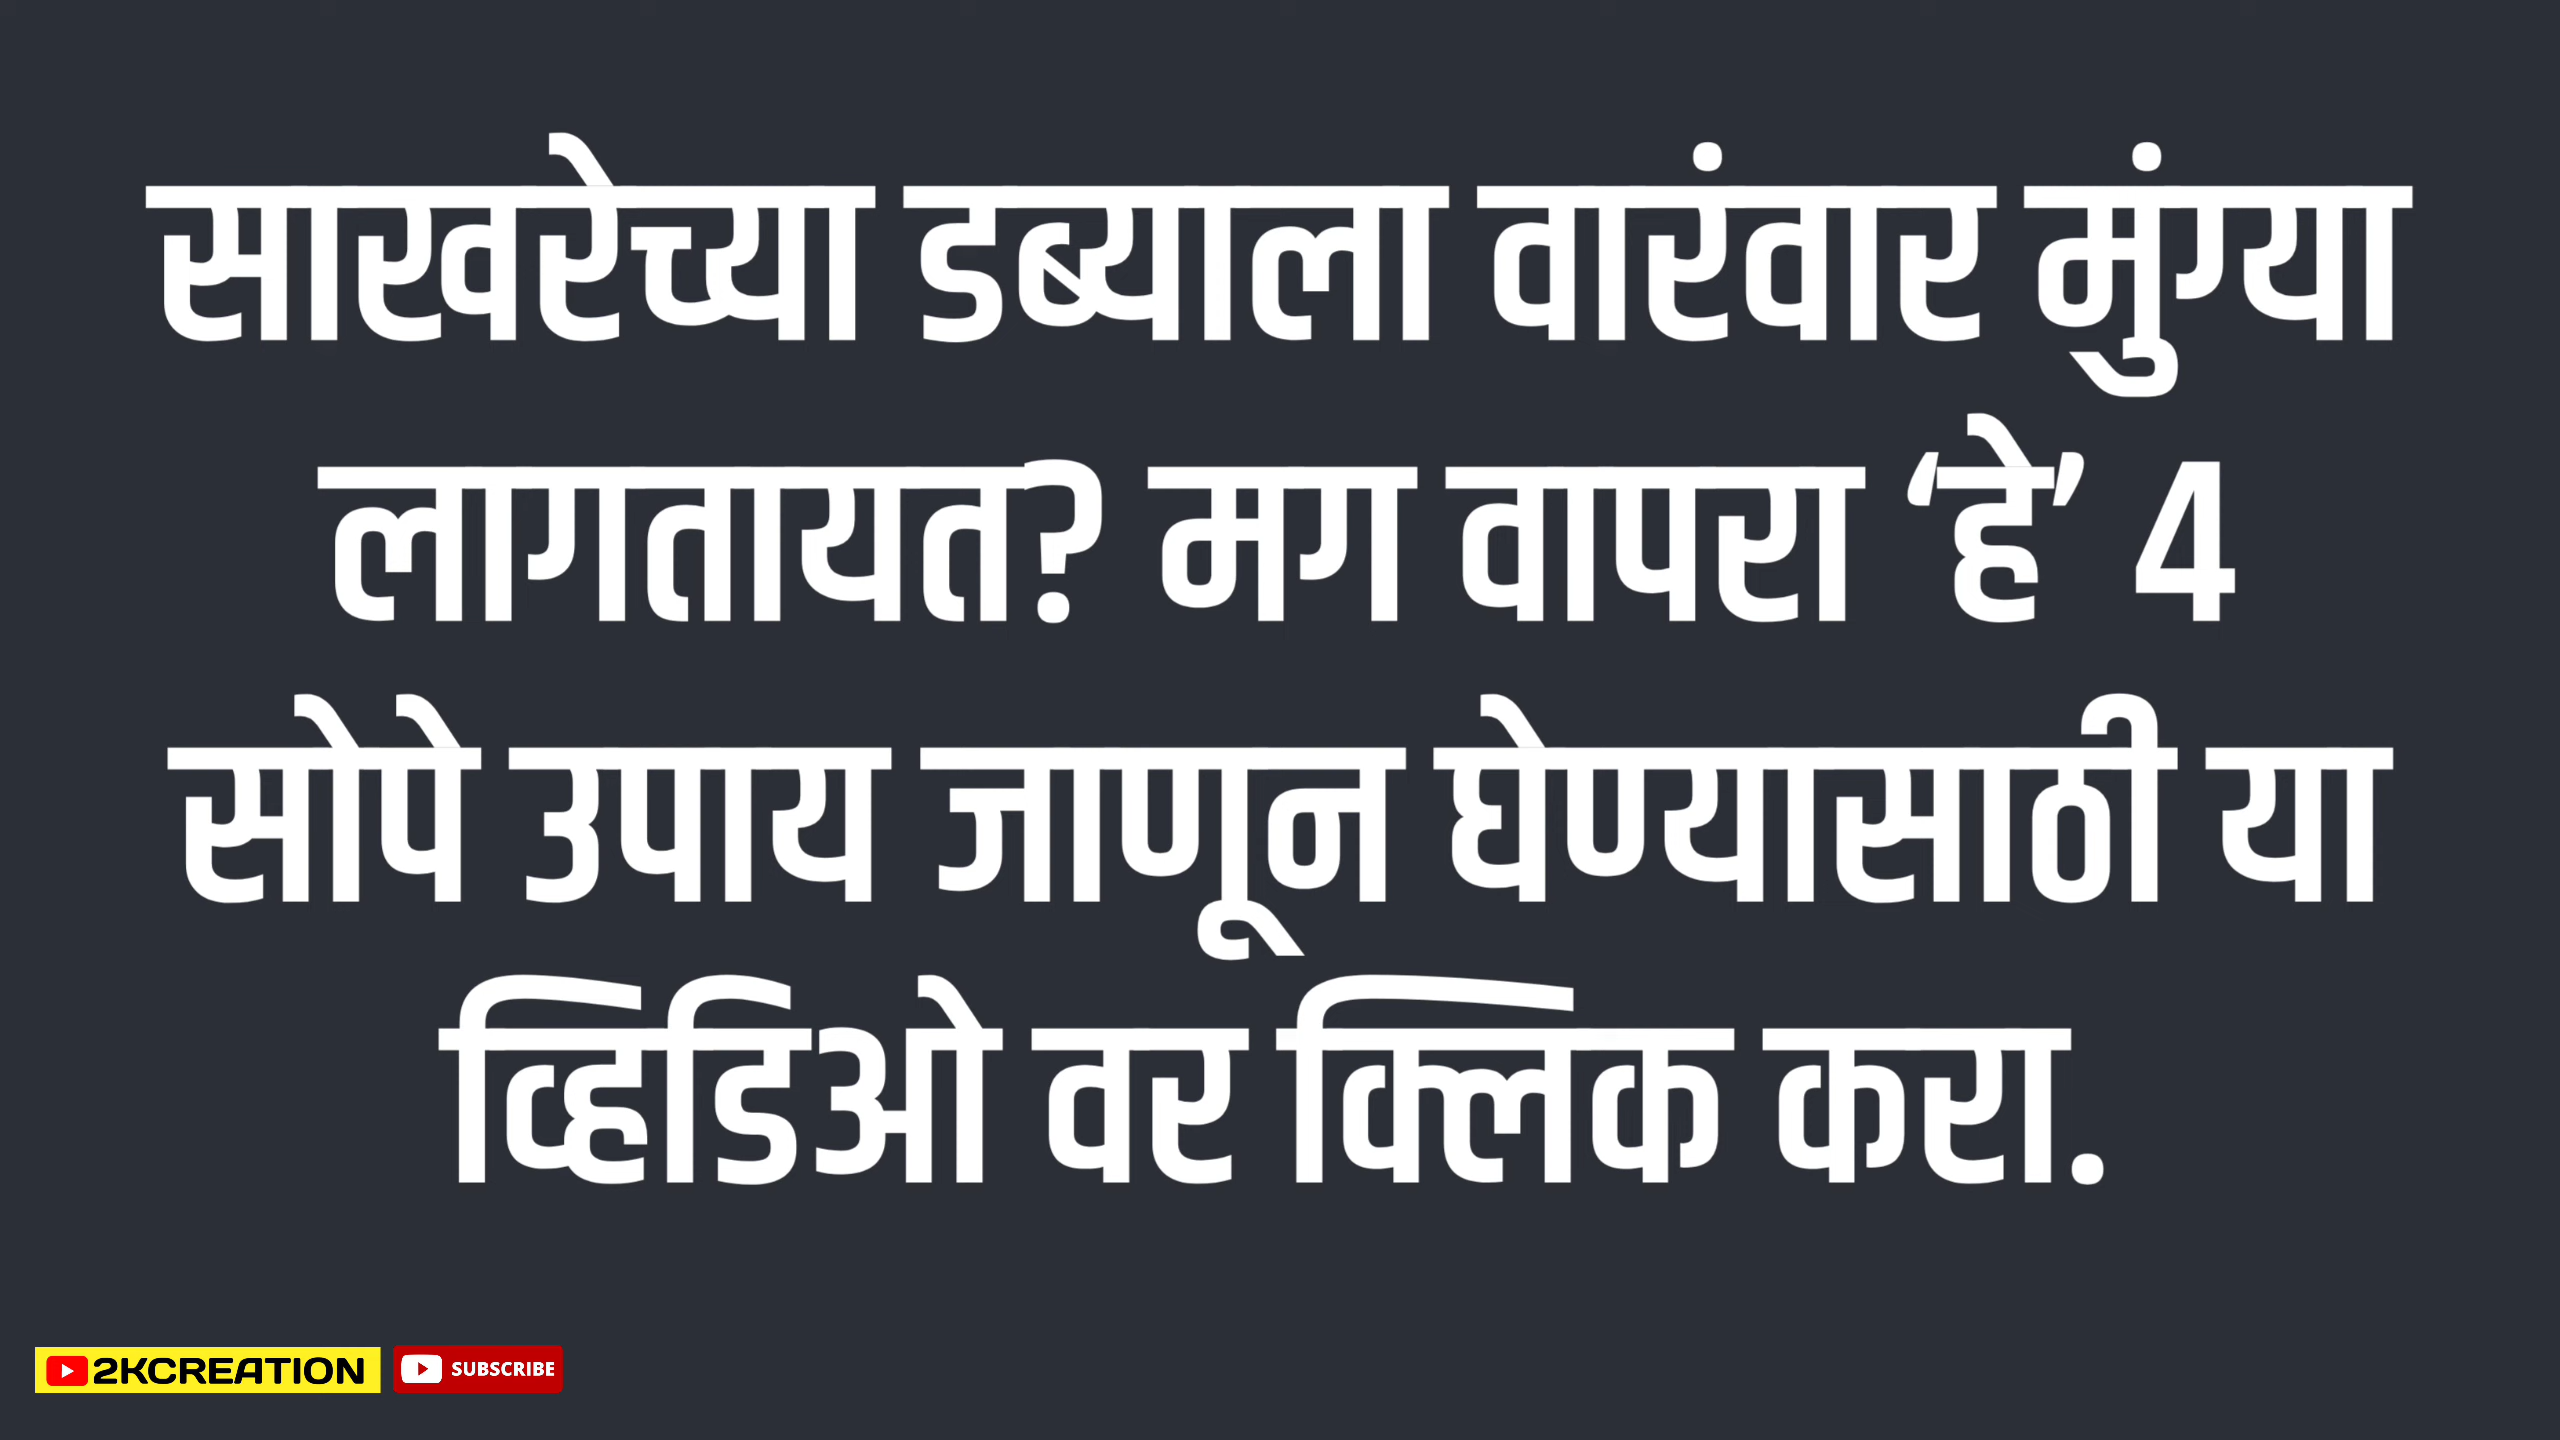 साखरेच्या डब्याला वारंवार मुंग्या
लागतायत? मग वापरा ‘हे’ 4
सोपे उपाय जाणून घेण्यासाठी या
व्हिडिओ वर क्लिक करा.
2KCREATION SUBSCRIBE